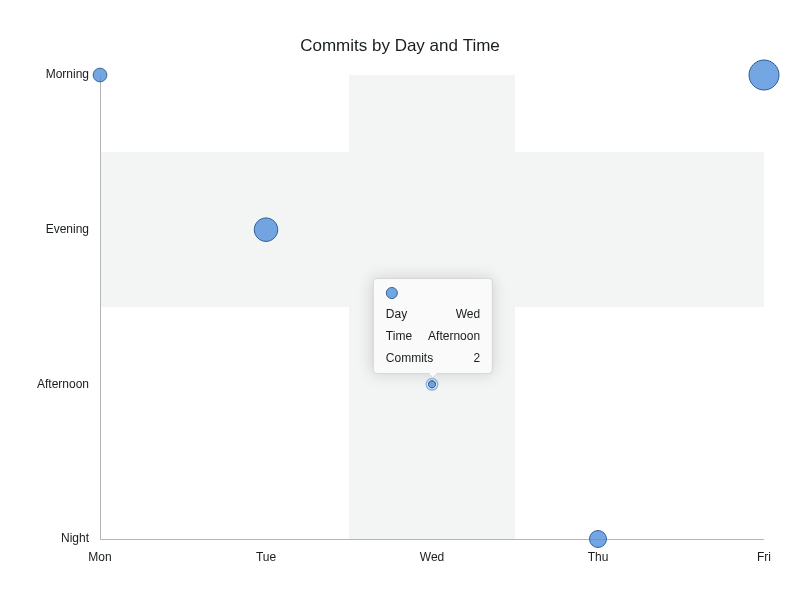 Commits by Day and Time
Morning
Evening
Day Wed
Time Afternoon
Commits 2
Afternoon
Night
Mon Tue Wed Thu Fri